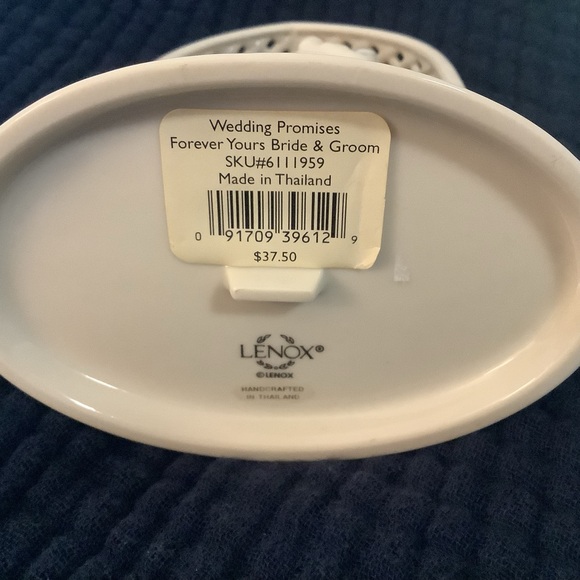 Wedding Promises
Forever Yours Bride & Groom
SKU#6111959
Made in Thailand
0 91709 39612 9
$37.50
LENOX®
©LENOX
HANDCRAFTED
IN THAILAND